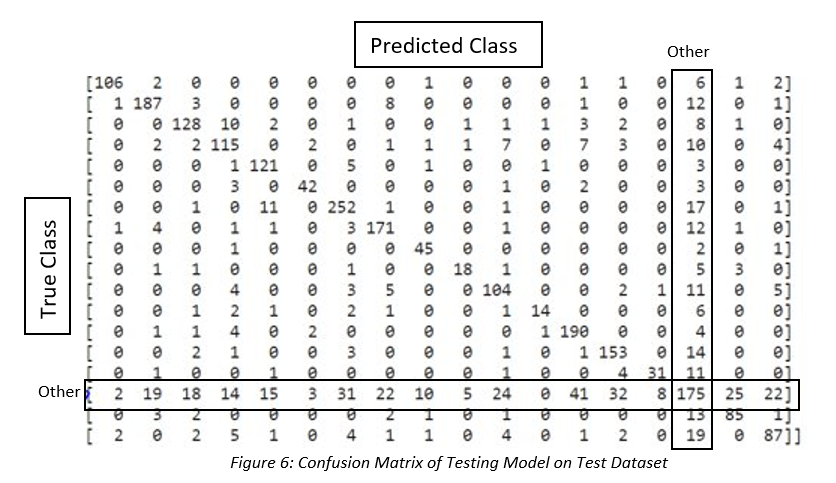 Predicted Class
Other
[106 2 0 0 0 0 0 0 1 0 0 0 1 1 0 6 1 2]
[ 1 187 3 0 0 0 0 8 0 0 0 0 1 0 0 12 0 1]
[ 0 0 128 10 2 0 1 0 0 1 1 1 3 2 0 8 1 0]
[ 0 2 2 115 0 2 0 1 1 1 7 0 7 3 0 10 0 4]
[ 0 0 0 1 121 0 5 0 1 0 0 1 0 0 0 3 0 0]
[ 0 0 0 3 0 42 0 0 0 0 1 0 2 0 0 3 0 0]
[ 0 0 1 0 11 0 252 1 0 0 1 0 0 0 0 17 0 1]
[ 1 4 0 1 1 0 3 171 0 0 1 0 0 0 0 12 1 0]
[ 0 0 0 1 0 0 0 0 45 0 0 0 0 0 0 2 0 1]
[ 0 1 1 0 0 0 1 0 0 18 1 0 0 0 0 5 3 0]
[ 0 0 0 4 0 0 3 5 0 0 104 0 0 2 1 11 0 5]
[ 0 0 1 2 1 0 2 1 0 0 1 14 0 0 0 6 0 0]
[ 0 1 1 4 0 2 0 0 0 0 0 1 190 0 0 4 0 0]
[ 0 0 2 1 0 0 3 0 0 0 1 0 1 153 0 14 0 0]
[ 0 1 0 0 1 0 0 0 0 0 1 0 0 4 31 11 0 0]
Other [ 2 19 18 14 15 3 31 22 10 5 24 0 41 32 8 175 25 22]
[ 0 3 2 0 0 0 0 2 1 0 1 0 0 0 0 13 85 1]
[ 2 0 2 5 1 0 4 1 1 0 4 0 1 2 0 19 0 87]]
True Class
Figure 6: Confusion Matrix of Testing Model on Test Dataset